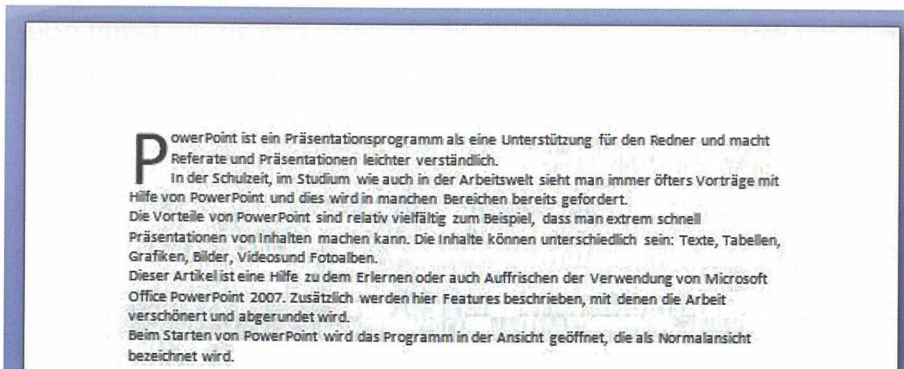 PowerPoint ist ein Präsentationsprogramm als eine Unterstützung für den Redner und macht
Referate und Präsentationen leichter verständlich.
In der Schulzeit, im Studium wie auch in der Arbeitswelt sieht man immer öfters Vorträge mit
Hilfe von PowerPoint und dies wird in manchen Bereichen bereits gefordert.
Die Vorteile von PowerPoint sind relativ vielfältig zum Beispiel, dass man extrem schnell
Präsentationen von Inhalten machen kann. Die Inhalte können unterschiedlich sein: Texte, Tabellen,
Grafiken, Bilder, Videosund Fotoalben.
Dieser Artikel ist eine Hilfe zu dem Erlernen oder auch Auffrischen der Verwendung von Microsoft
Office PowerPoint 2007. Zusätzlich werden hier Features beschrieben, mit denen die Arbeit
verschönert und abgerundet wird.
Beim Starten von PowerPoint wird das Programm in der Ansicht geöffnet, die als Normalansicht
bezeichnet wird.